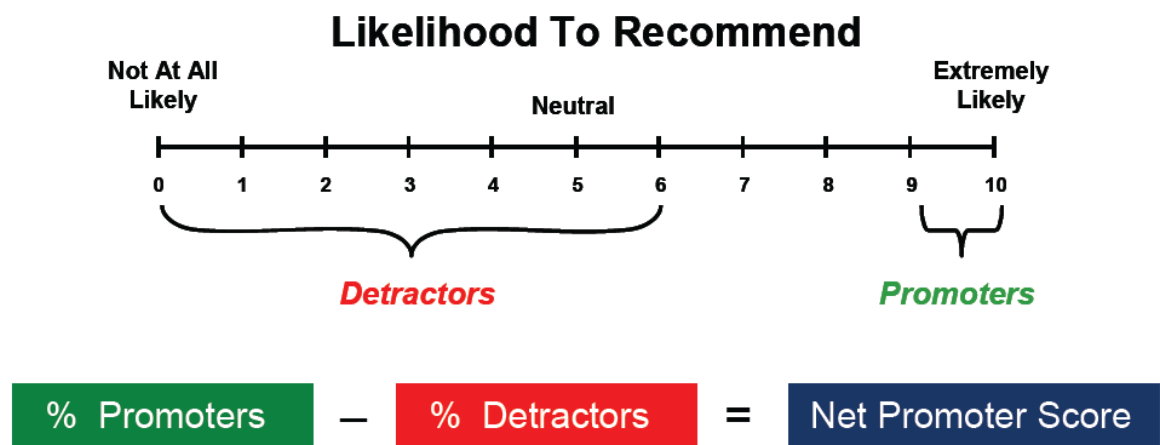 Likelihood To Recommend
Not At All
Likely
Neutral
Extremely
Likely
0 1 2 3 4 5 6 7 8 9 10
Detractors
Promoters
% Promoters – % Detractors = Net Promoter Score